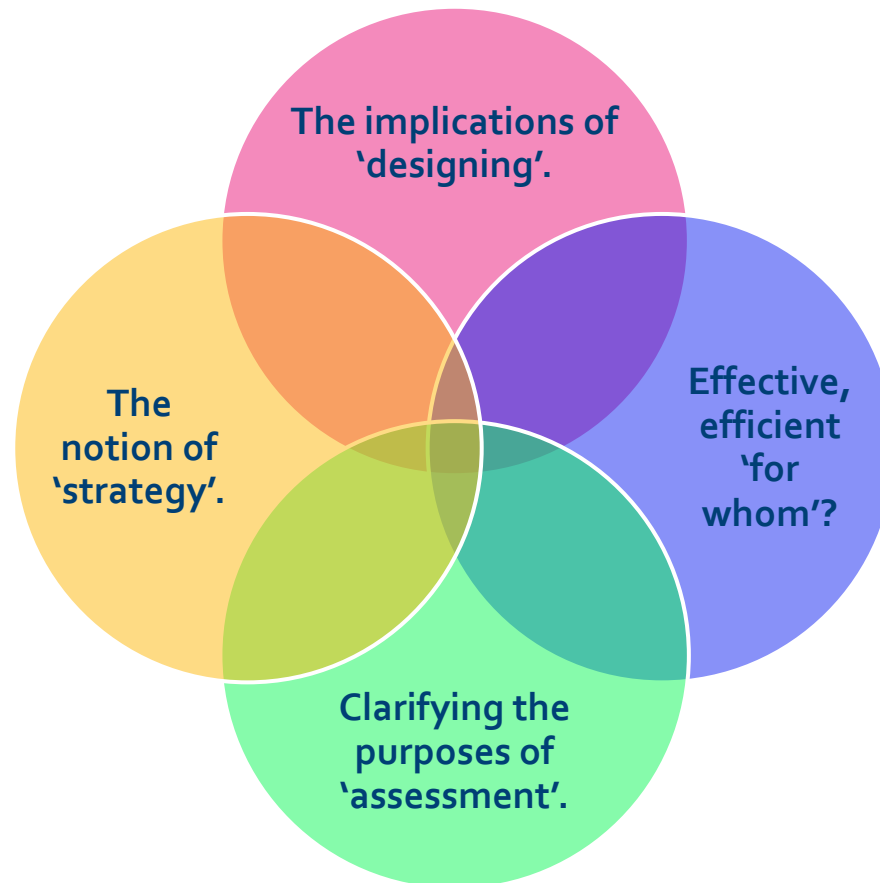 The implications of
‘designing’.
The
notion of
‘strategy’.
Effective,
efficient
‘for
whom’?
Clarifying the
purposes of
‘assessment’.